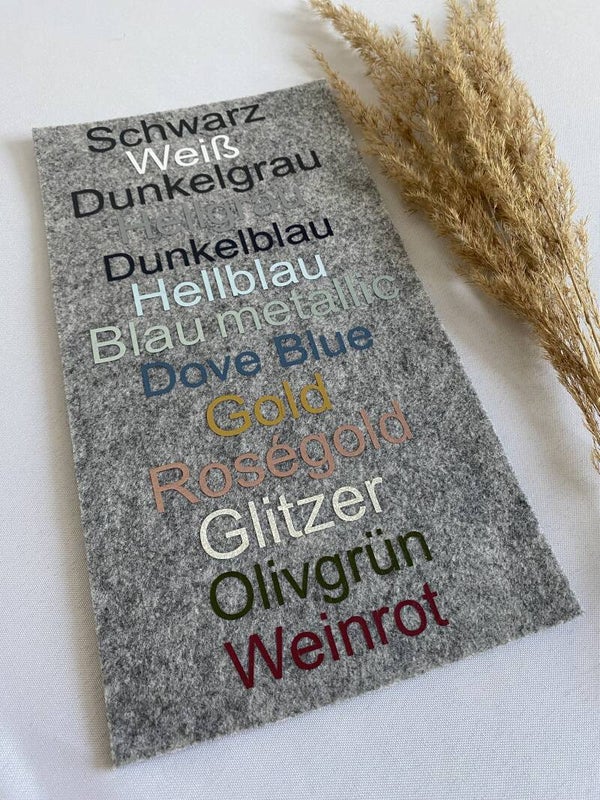 Schwarz
Weiß
Dunkelgrau
Hellgrau
Dunkelblau
Hellblau
Blau metallic
Dove Blue
Gold
Roségold
Glitzer
Olivgrün
Weinrot